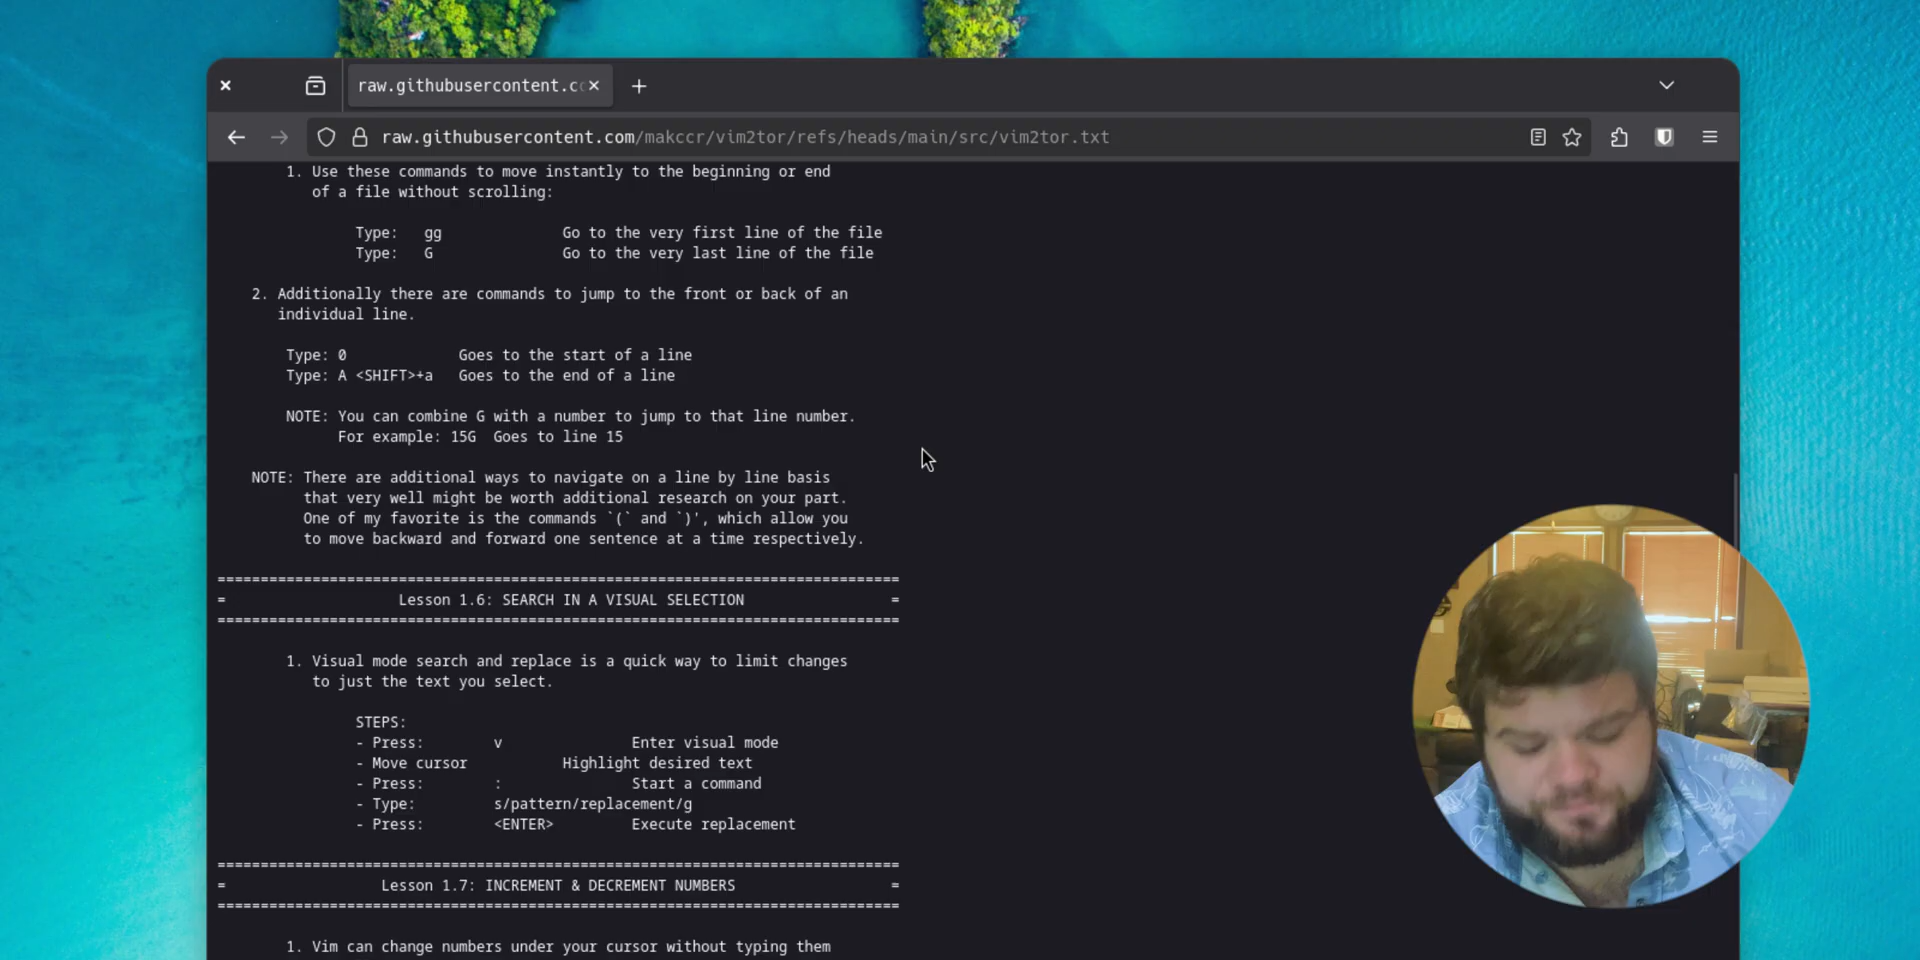 raw.githubusercontent.c
raw.githubusercontent.com/makccr/vim2tor/refs/heads/main/src/vim2tor.txt
1. Use these commands to move instantly to the beginning or end
of a file without scrolling:
Type: gg Go to the very first line of the file
Type: G Go to the very last line of the file
2. Additionally there are commands to jump to the front or back of an
individual line.
Type: 0 Goes to the start of a line
Type: A <SHIFT>+a Goes to the end of a line
NOTE: You can combine G with a number to jump to that line number.
For example: 15G Goes to line 15
NOTE: There are additional ways to navigate on a line by line basis
that very well might be worth additional research on your part.
One of my favorite is the commands `(` and `)', which allow you
to move backward and forward one sentence at a time respectively.
===============================================================================
= Lesson 1.6: SEARCH IN A VISUAL SELECTION =
===============================================================================
1. Visual mode search and replace is a quick way to limit changes
to just the text you select.
STEPS:
- Press: v Enter visual mode
- Move cursor Highlight desired text
- Press: : Start a command
- Type: s/pattern/replacement/g
- Press: <ENTER> Execute replacement
===============================================================================
= Lesson 1.7: INCREMENT & DECREMENT NUMBERS =
===============================================================================
1. Vim can change numbers under your cursor without typing them